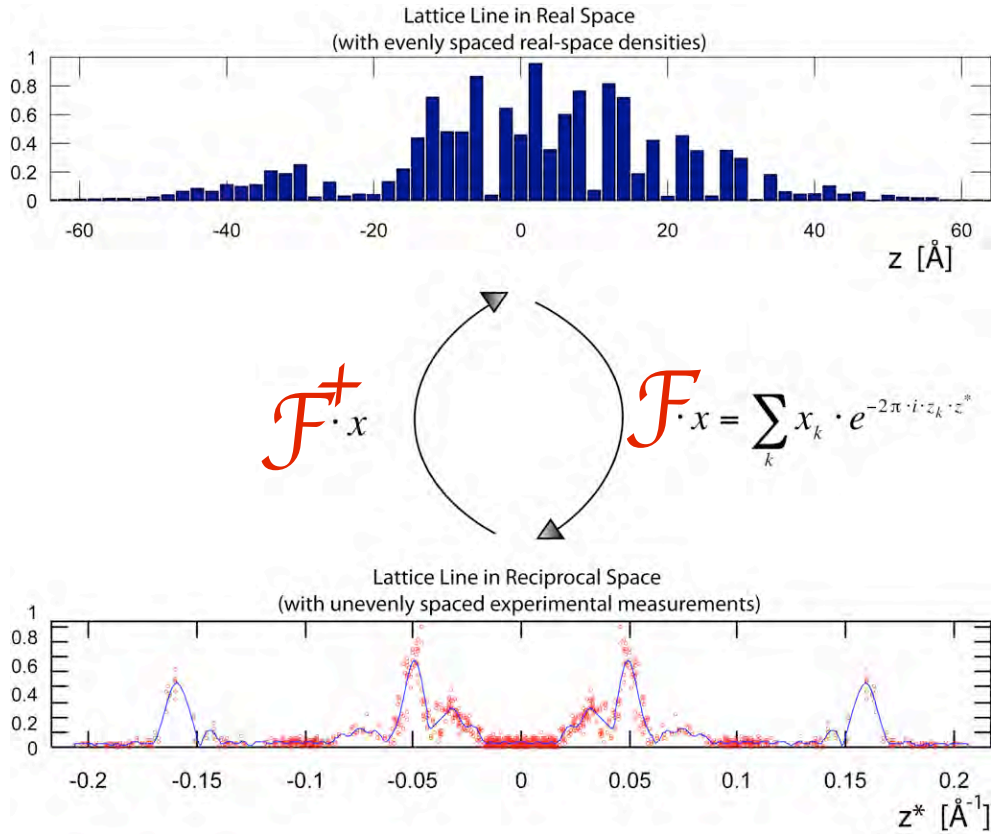 Lattice Line in Real Space
(with evenly spaced real-space densities)
1
0.8
0.6
0.4
0.2
0
-60 -40 -20 0 20 40 60
z [Å]
ℱ⁺ · x
ℱ · x = ∑ₖ xₖ · e^{-2π·i·zₖ·z*}
Lattice Line in Reciprocal Space
(with unevenly spaced experimental measurements)
1
0.8
0.6
0.4
0.2
0
-0.2 -0.15 -0.1 -0.05 0 0.05 0.1 0.15 0.2
z* [Å⁻¹]